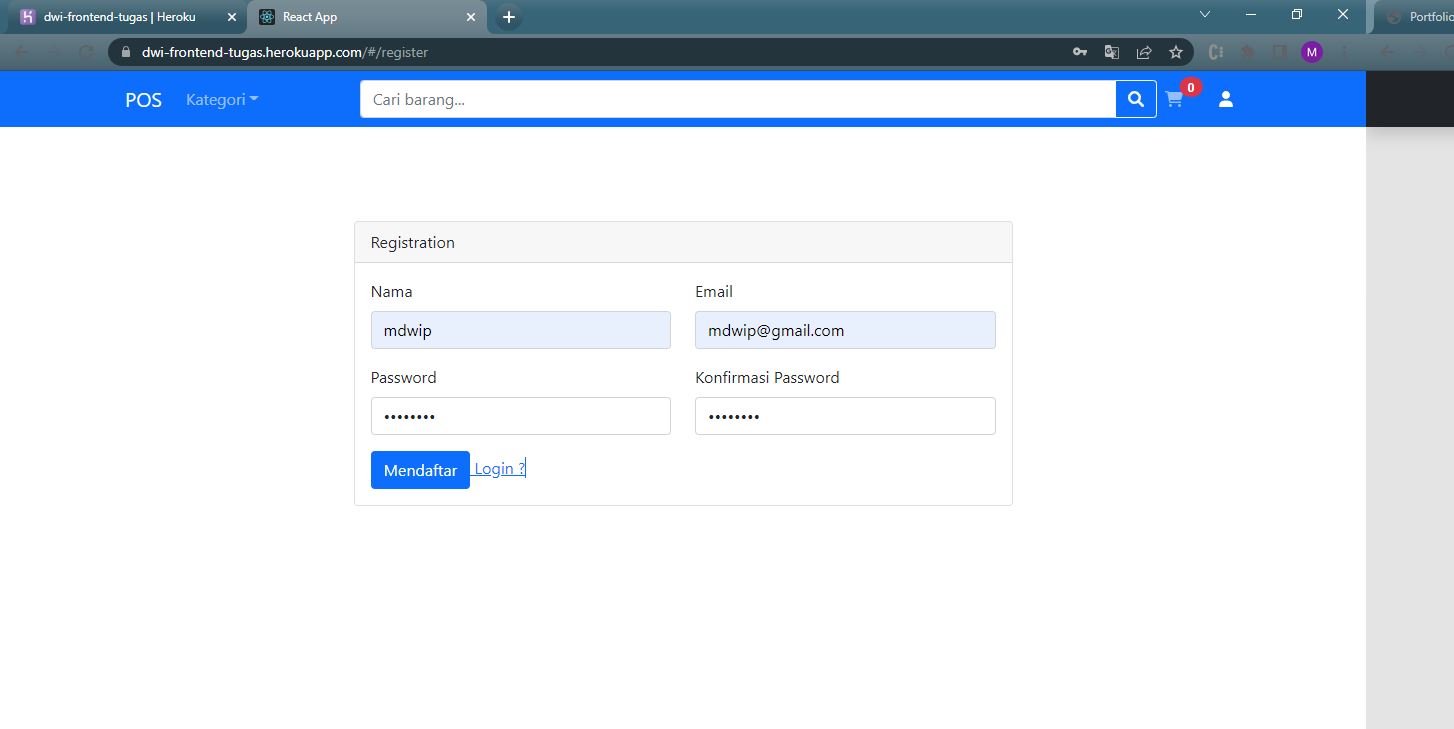 dwi-frontend-tugas | Heroku
React App
Portfolio
dwi-frontend-tugas.herokuapp.com/#/register
M
POS
Kategori
Cari barang...
0
Registration
Nama
Email
mdwip
mdwip@gmail.com
Password
Konfirmasi Password
••••••••
••••••••
Mendaftar Login ?